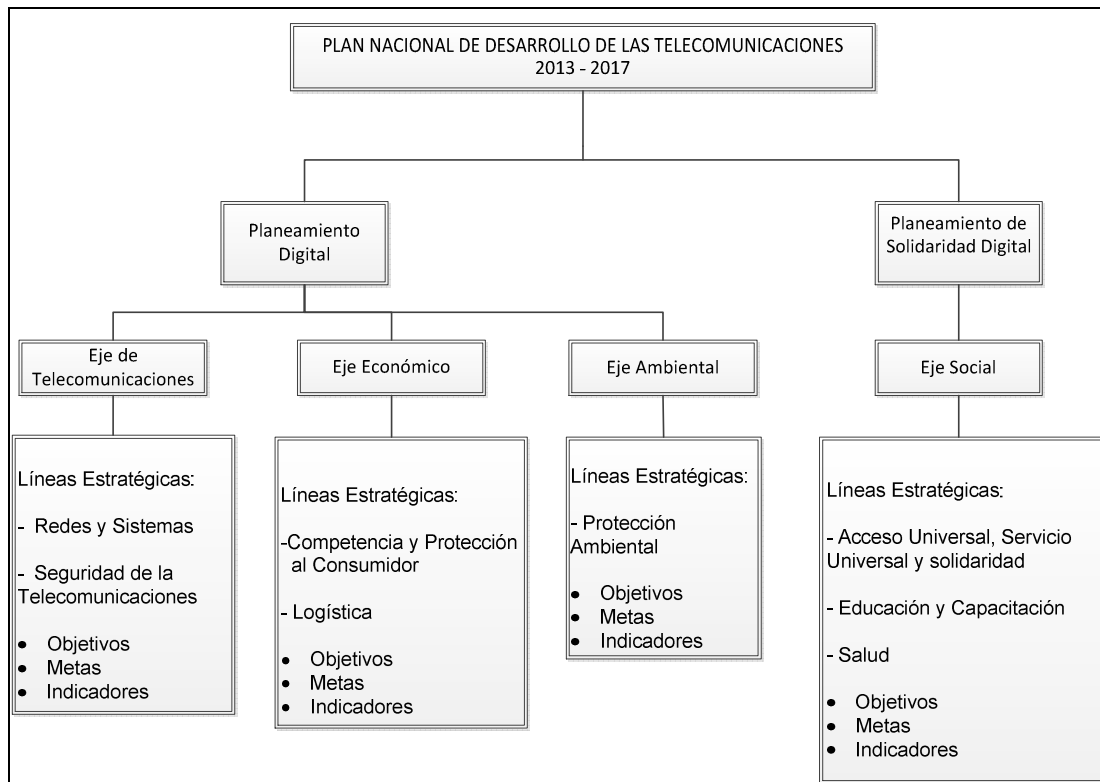 PLAN NACIONAL DE DESARROLLO DE LAS TELECOMUNICACIONES
2013 - 2017
Planeamiento
Digital
Planeamiento de
Solidaridad Digital
Eje de
Telecomunicaciones
Eje Económico
Eje Ambiental
Eje Social
Líneas Estratégicas:
- Redes y Sistemas
- Seguridad de la
Telecomunicaciones
• Objetivos
• Metas
• Indicadores
Líneas Estratégicas:
-Competencia y Protección
al Consumidor
- Logística
• Objetivos
• Metas
• Indicadores
Líneas Estratégicas:
- Protección
Ambiental
• Objetivos
• Metas
• Indicadores
Líneas Estratégicas:
- Acceso Universal, Servicio
Universal y solidaridad
- Educación y Capacitación
- Salud
• Objetivos
• Metas
• Indicadores